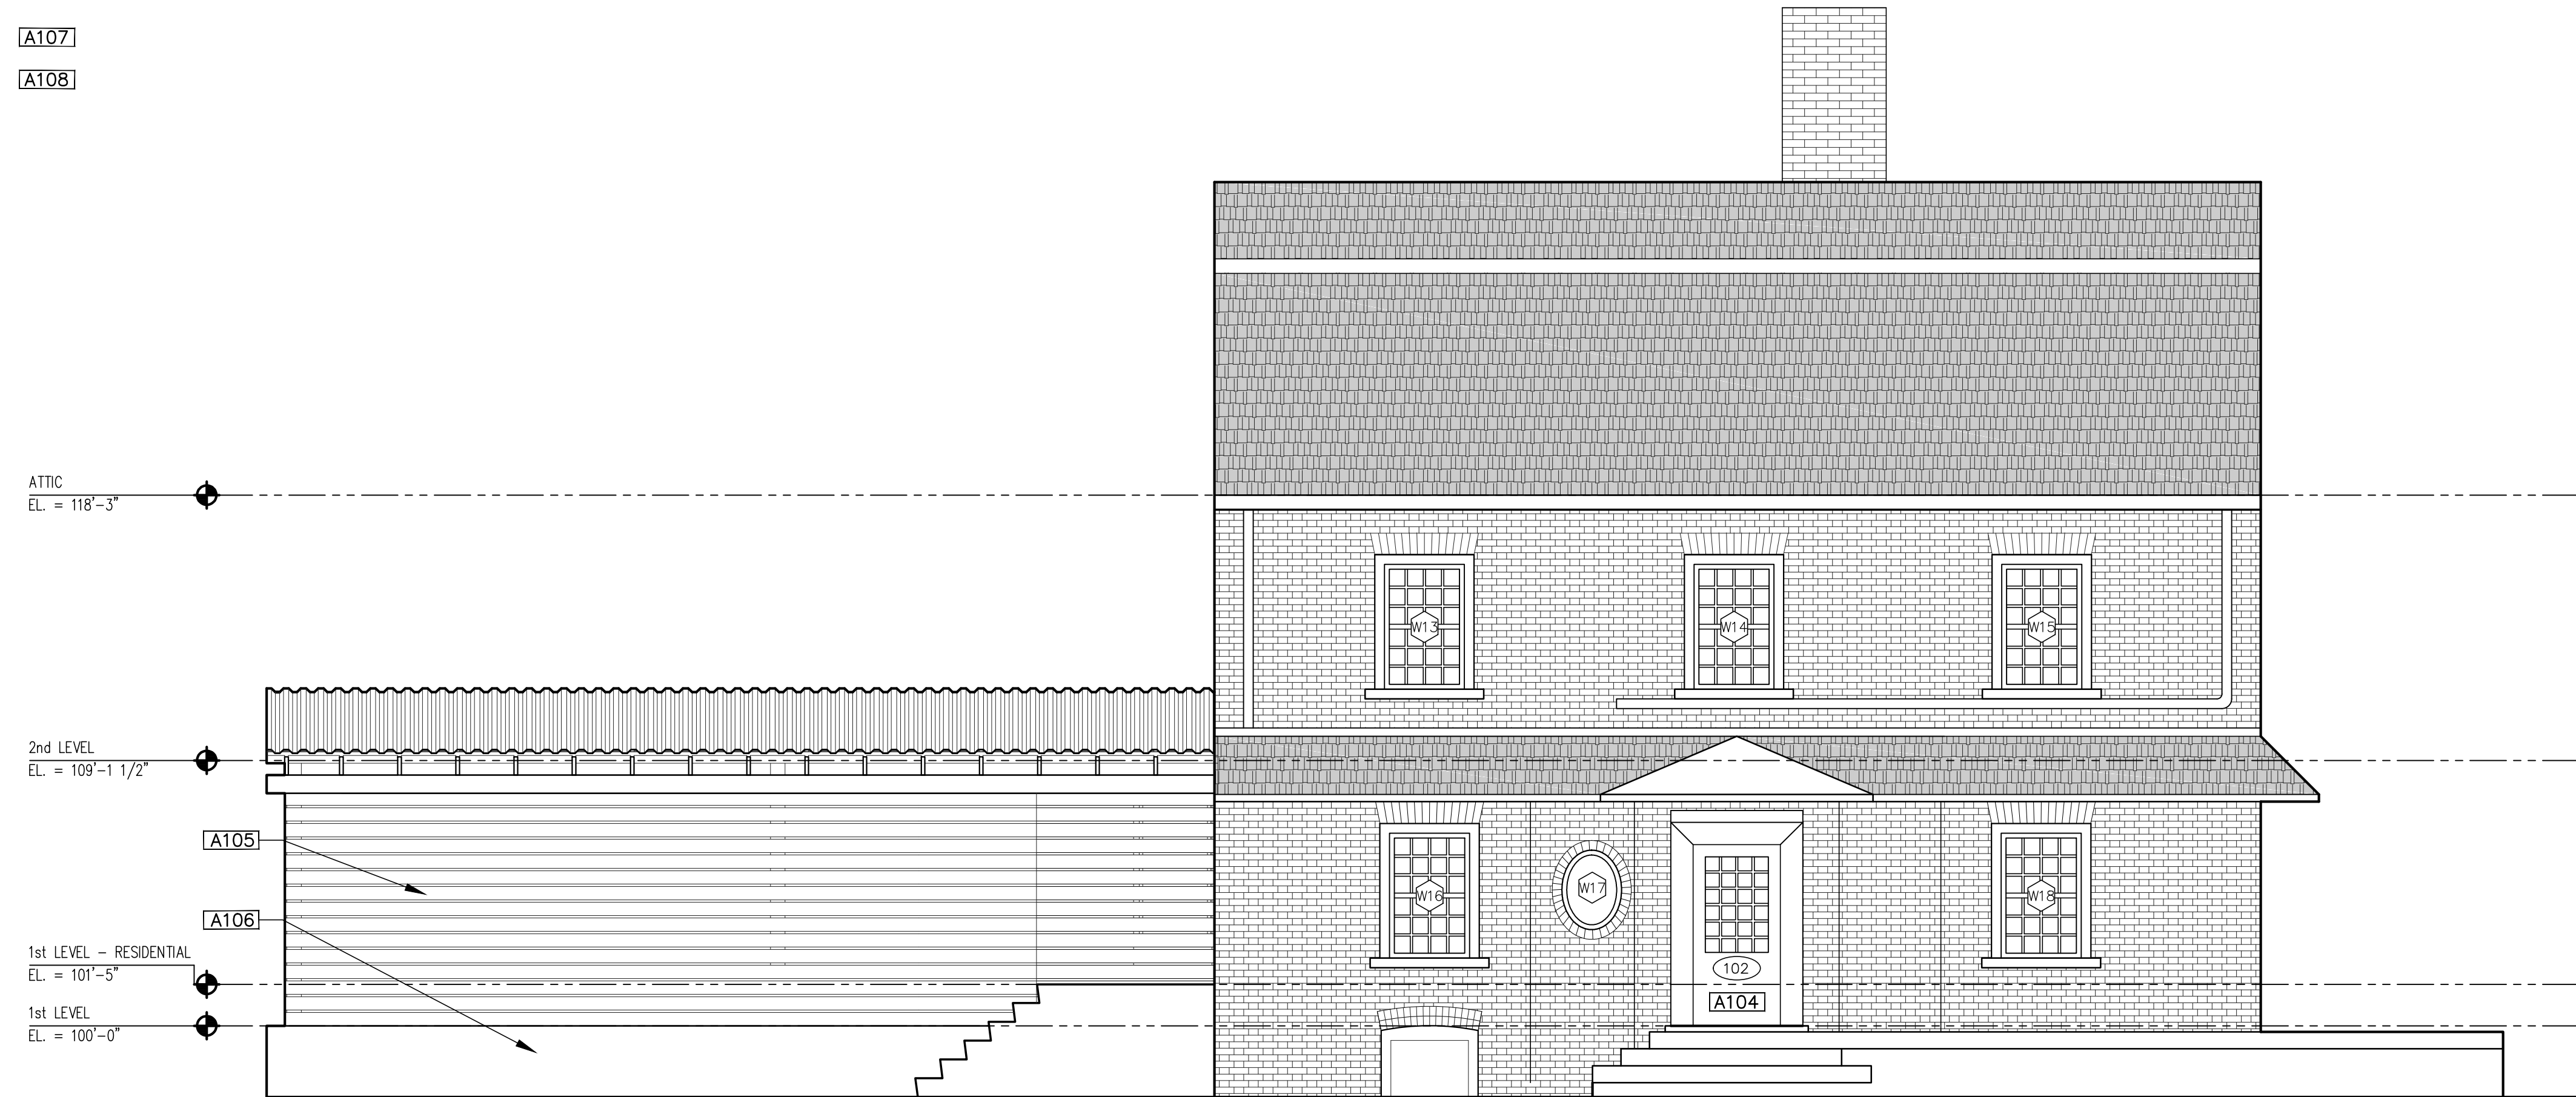 A107
A108
ATTIC
EL. = 118'-3"
W13
W14
W15
2nd LEVEL
EL. = 109'-1 1/2"
A105
W16
W17
W18
A106
1st LEVEL - RESIDENTIAL
EL. = 101'-5"
102
A104
1st LEVEL
EL. = 100'-0"